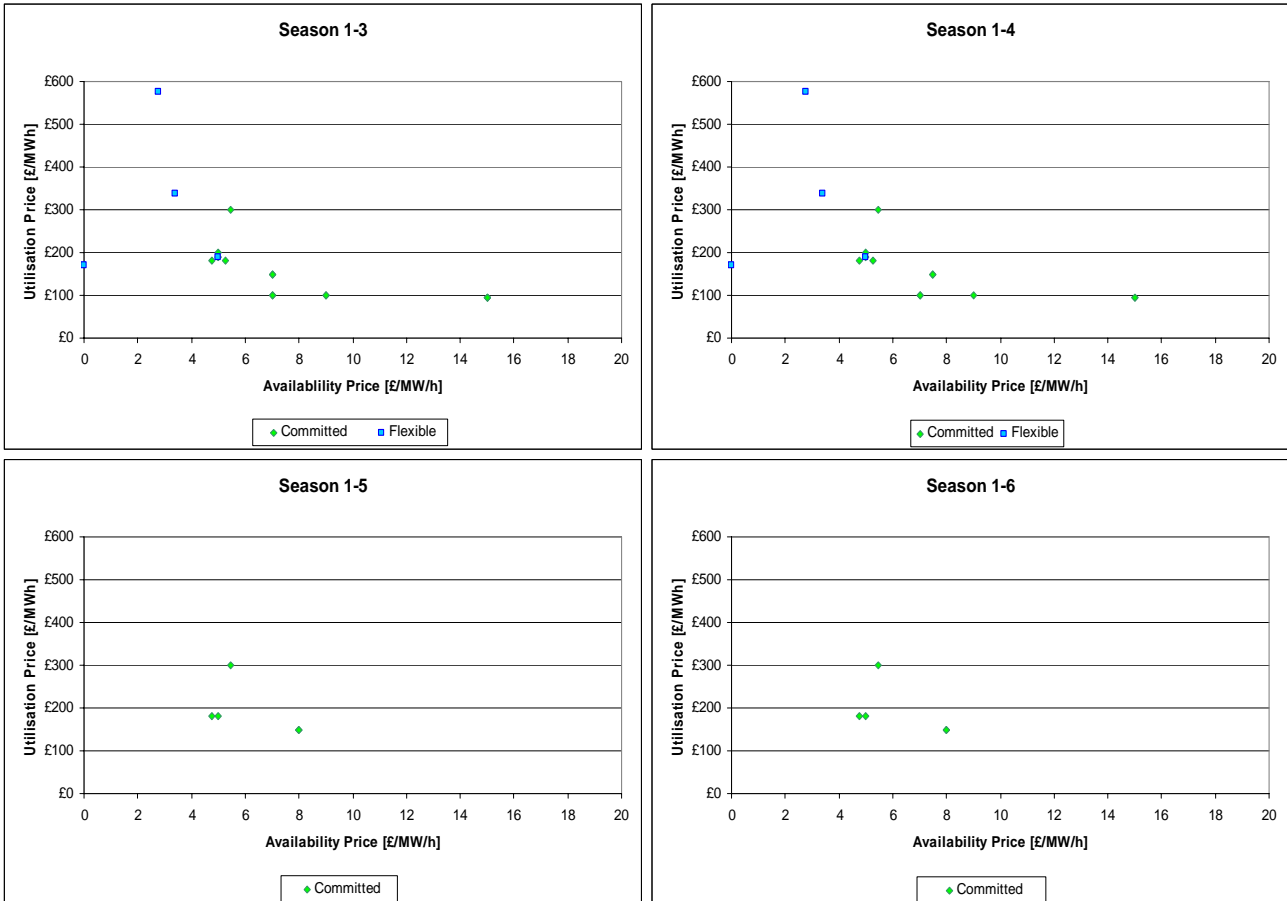 Season 1-3
Utilisation Price [£/MWh]
£600
£500
£400
£300
£200
£100
£0
0 2 4 6 8 10 12 14 16 18 20
Availablility Price [£/MW/h]
Committed Flexible
Season 1-4
Utilisation Price [£/MWh]
£600
£500
£400
£300
£200
£100
£0
0 2 4 6 8 10 12 14 16 18 20
Availablility Price [£/MW/h]
Committed Flexible
Season 1-5
Utilisation Price [£/MWh]
£600
£500
£400
£300
£200
£100
£0
0 2 4 6 8 10 12 14 16 18 20
Availability Price [£/MW/h]
Committed
Season 1-6
Utilisation Price [£/MWh]
£600
£500
£400
£300
£200
£100
£0
0 2 4 6 8 10 12 14 16 18 20
Availability Price [£/MW/h]
Committed